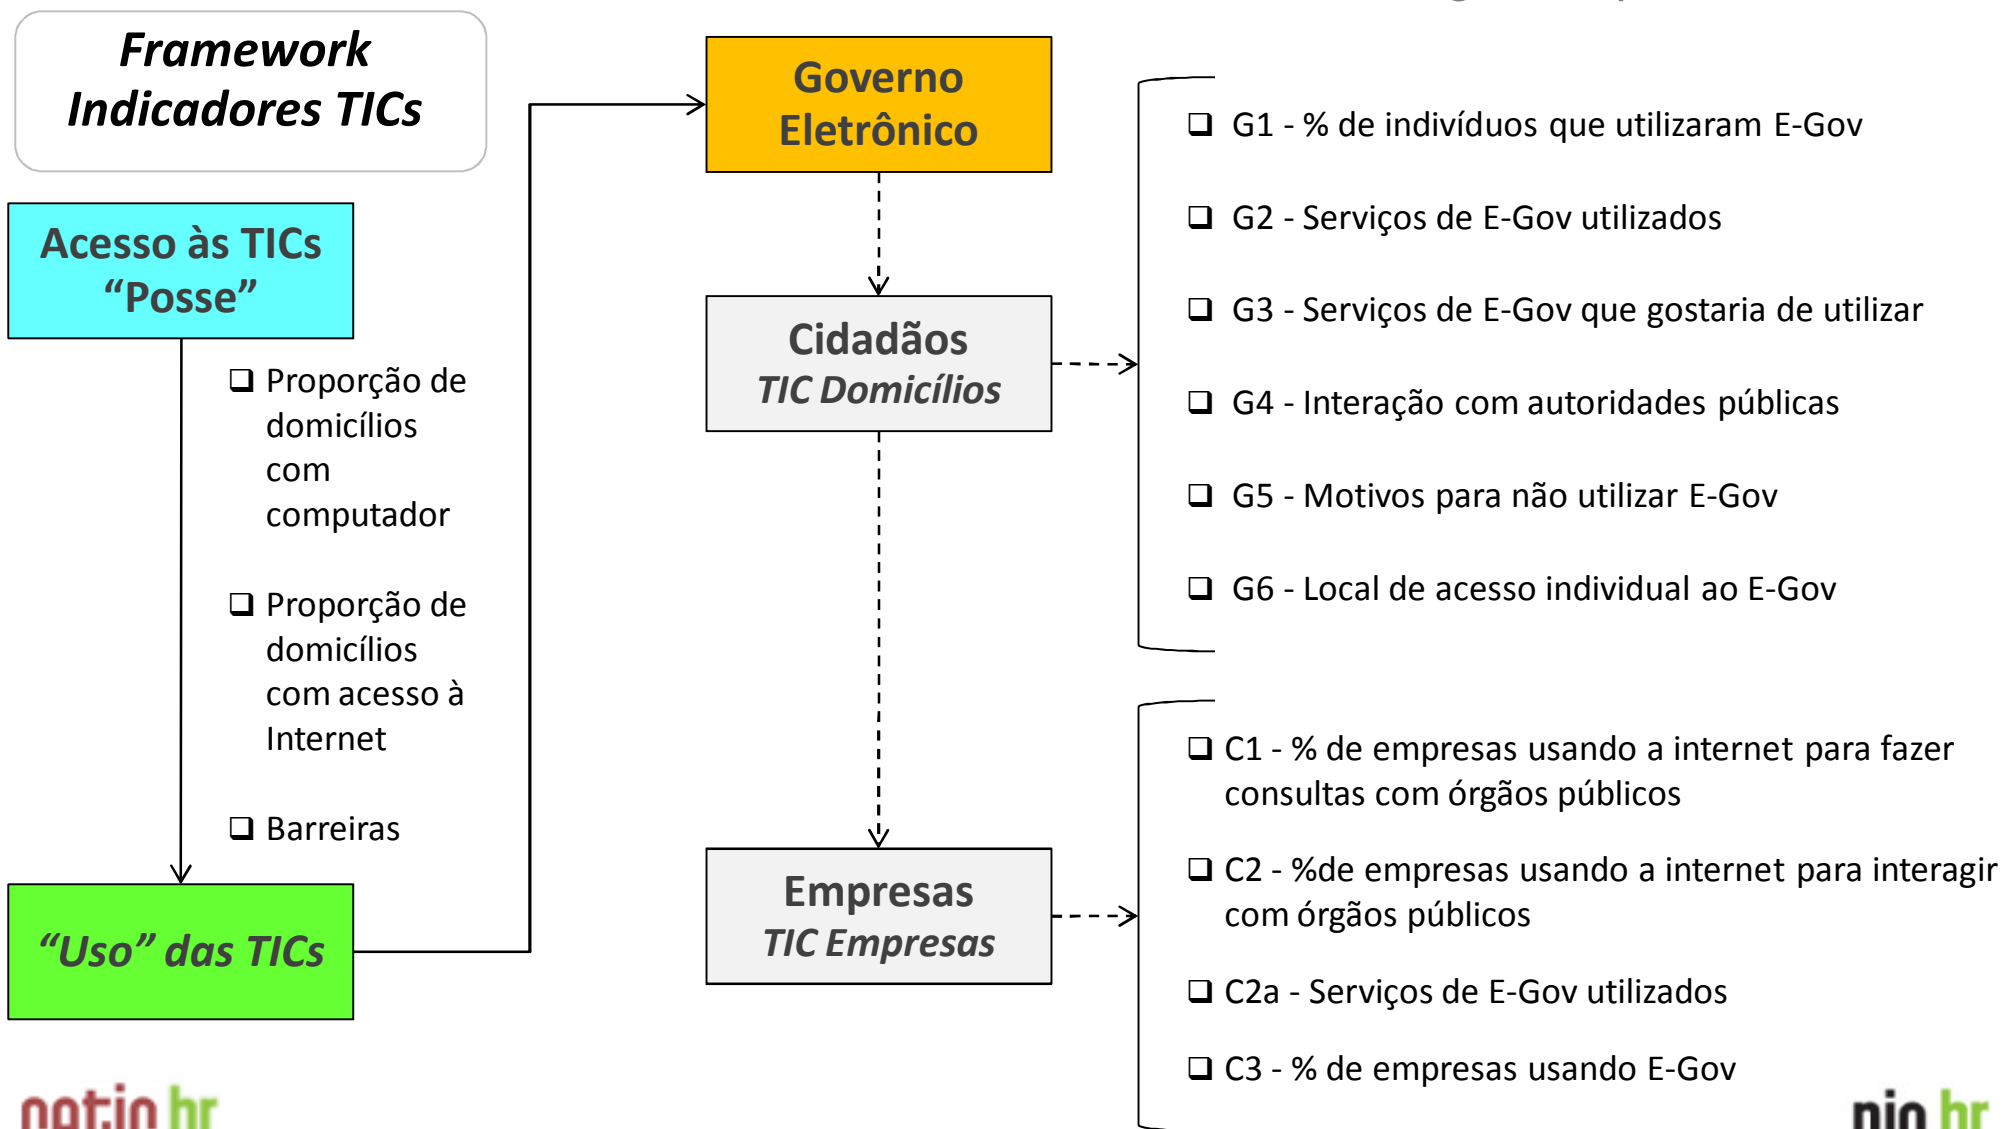 Framework
Indicadores TICs
Acesso às TICs
“Posse”
❑ Proporção de
domicílios
com
computador
❑ Proporção de
domicílios
com acesso à
Internet
❑ Barreiras
“Uso” das TICs
Governo
Eletrônico
Cidadãos
TIC Domicílios
Empresas
TIC Empresas
❑ G1 - % de indivíduos que utilizaram E-Gov
❑ G2 - Serviços de E-Gov utilizados
❑ G3 - Serviços de E-Gov que gostaria de utilizar
❑ G4 - Interação com autoridades públicas
❑ G5 - Motivos para não utilizar E-Gov
❑ G6 - Local de acesso individual ao E-Gov
❑ C1 - % de empresas usando a internet para fazer
consultas com órgãos públicos
❑ C2 - %de empresas usando a internet para interagir
com órgãos públicos
❑ C2a - Serviços de E-Gov utilizados
❑ C3 - % de empresas usando E-Gov